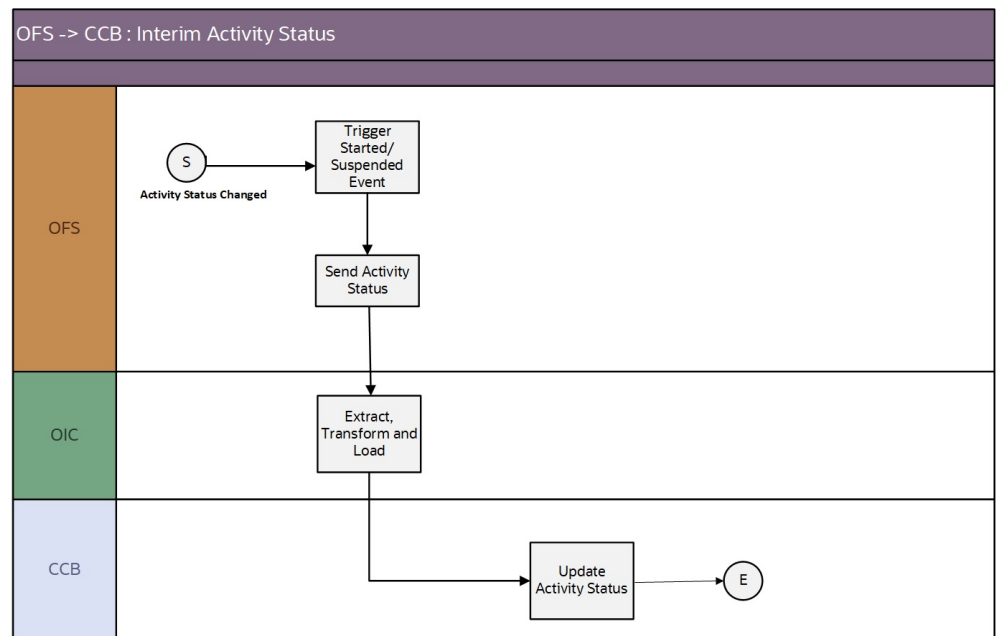 OFS -> CCB : Interim Activity Status
OFS
S
Activity Status Changed
Trigger
Started/
Suspended
Event
Send Activity
Status
OIC
Extract,
Transform and
Load
CCB
Update
Activity Status
E